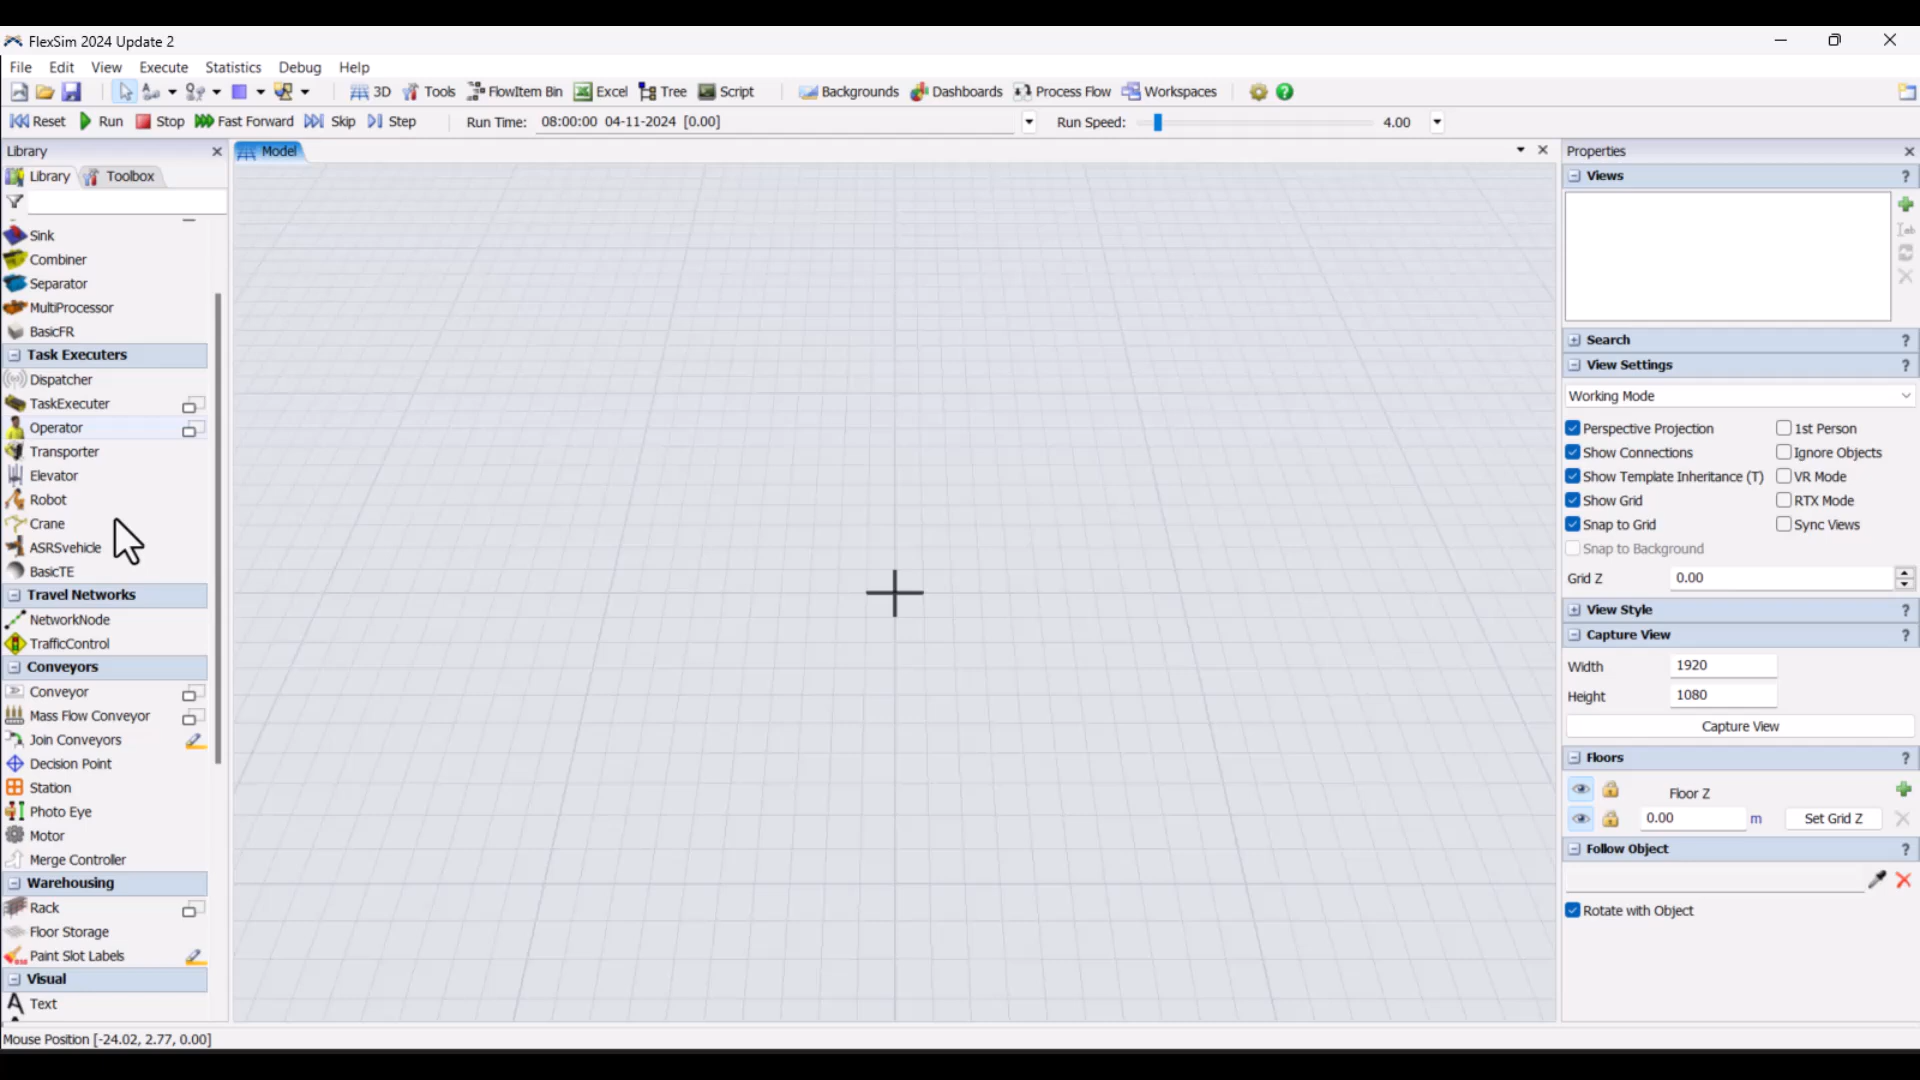 FlexSim 2024 Update 2
File Edit View Execute Statistics Debug Help
3D Tools FlowItem Bin Excel Tree Script Backgrounds Dashboards Process Flow Workspaces
Reset Run Stop Fast Forward Skip Step Run Time: 08:00:00 04-11-2024 [0.00] Run Speed: 4.00
Library
Library Toolbox
Sink
Combiner
Separator
MultiProcessor
BasicFR
Task Executers
Dispatcher
TaskExecuter
Operator
Transporter
Elevator
Robot
Crane
ASRSvehicle
BasicTE
Travel Networks
NetworkNode
TrafficControl
Conveyors
Conveyor
Mass Flow Conveyor
Join Conveyors
Decision Point
Station
Photo Eye
Motor
Merge Controller
Warehousing
Rack
Floor Storage
Paint Slot Labels
Visual
Text
Model
Properties
Views
Search
View Settings
Working Mode
Perspective Projection 1st Person
Show Connections Ignore Objects
Show Template Inheritance (T) VR Mode
Show Grid RTX Mode
Snap to Grid Sync Views
Snap to Background
Grid Z 0.00
View Style
Capture View
Width 1920
Height 1080
Capture View
Floors
Floor Z
0.00 m Set Grid Z
Follow Object
Rotate with Object
Mouse Position [-24.02, 2.77, 0.00]